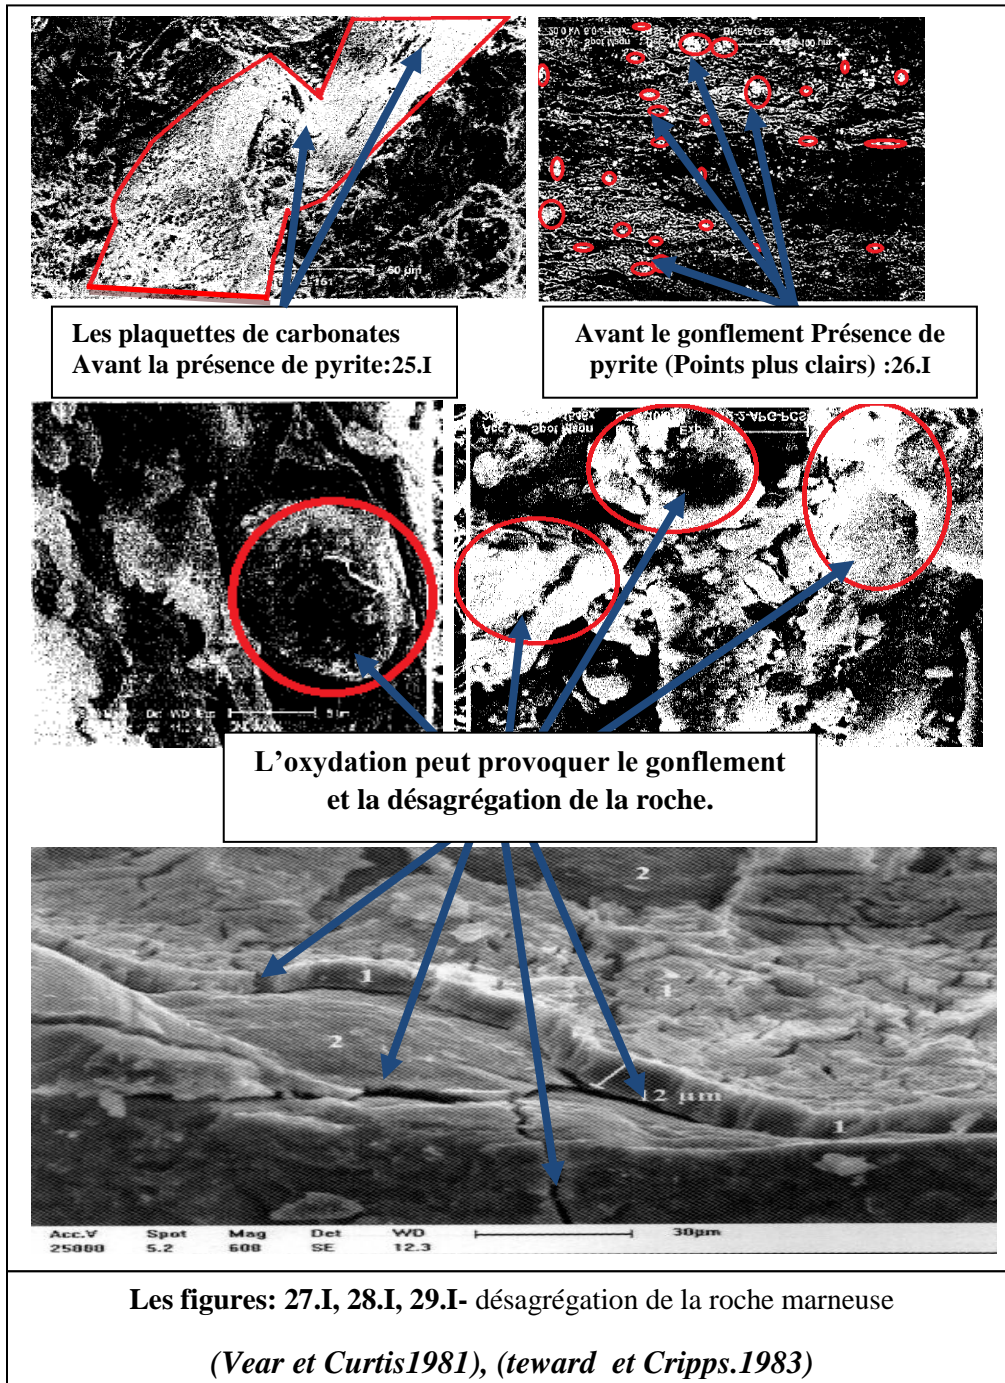 50 µm
Les plaquettes de carbonates
Avant la présence de pyrite:25.I
Avant le gonflement Présence de
pyrite (Points plus clairs) :26.I
L'oxydation peut provoquer le gonflement
et la désagrégation de la roche.
2
1
1
2
12 µm
1
Acc.V Spot Mag Det WD 30µm
25000 5.2 600 SE 12.3
Les figures: 27.I, 28.I, 29.I- désagrégation de la roche marneuse
(Vear et Curtis1981), (teward et Cripps.1983)